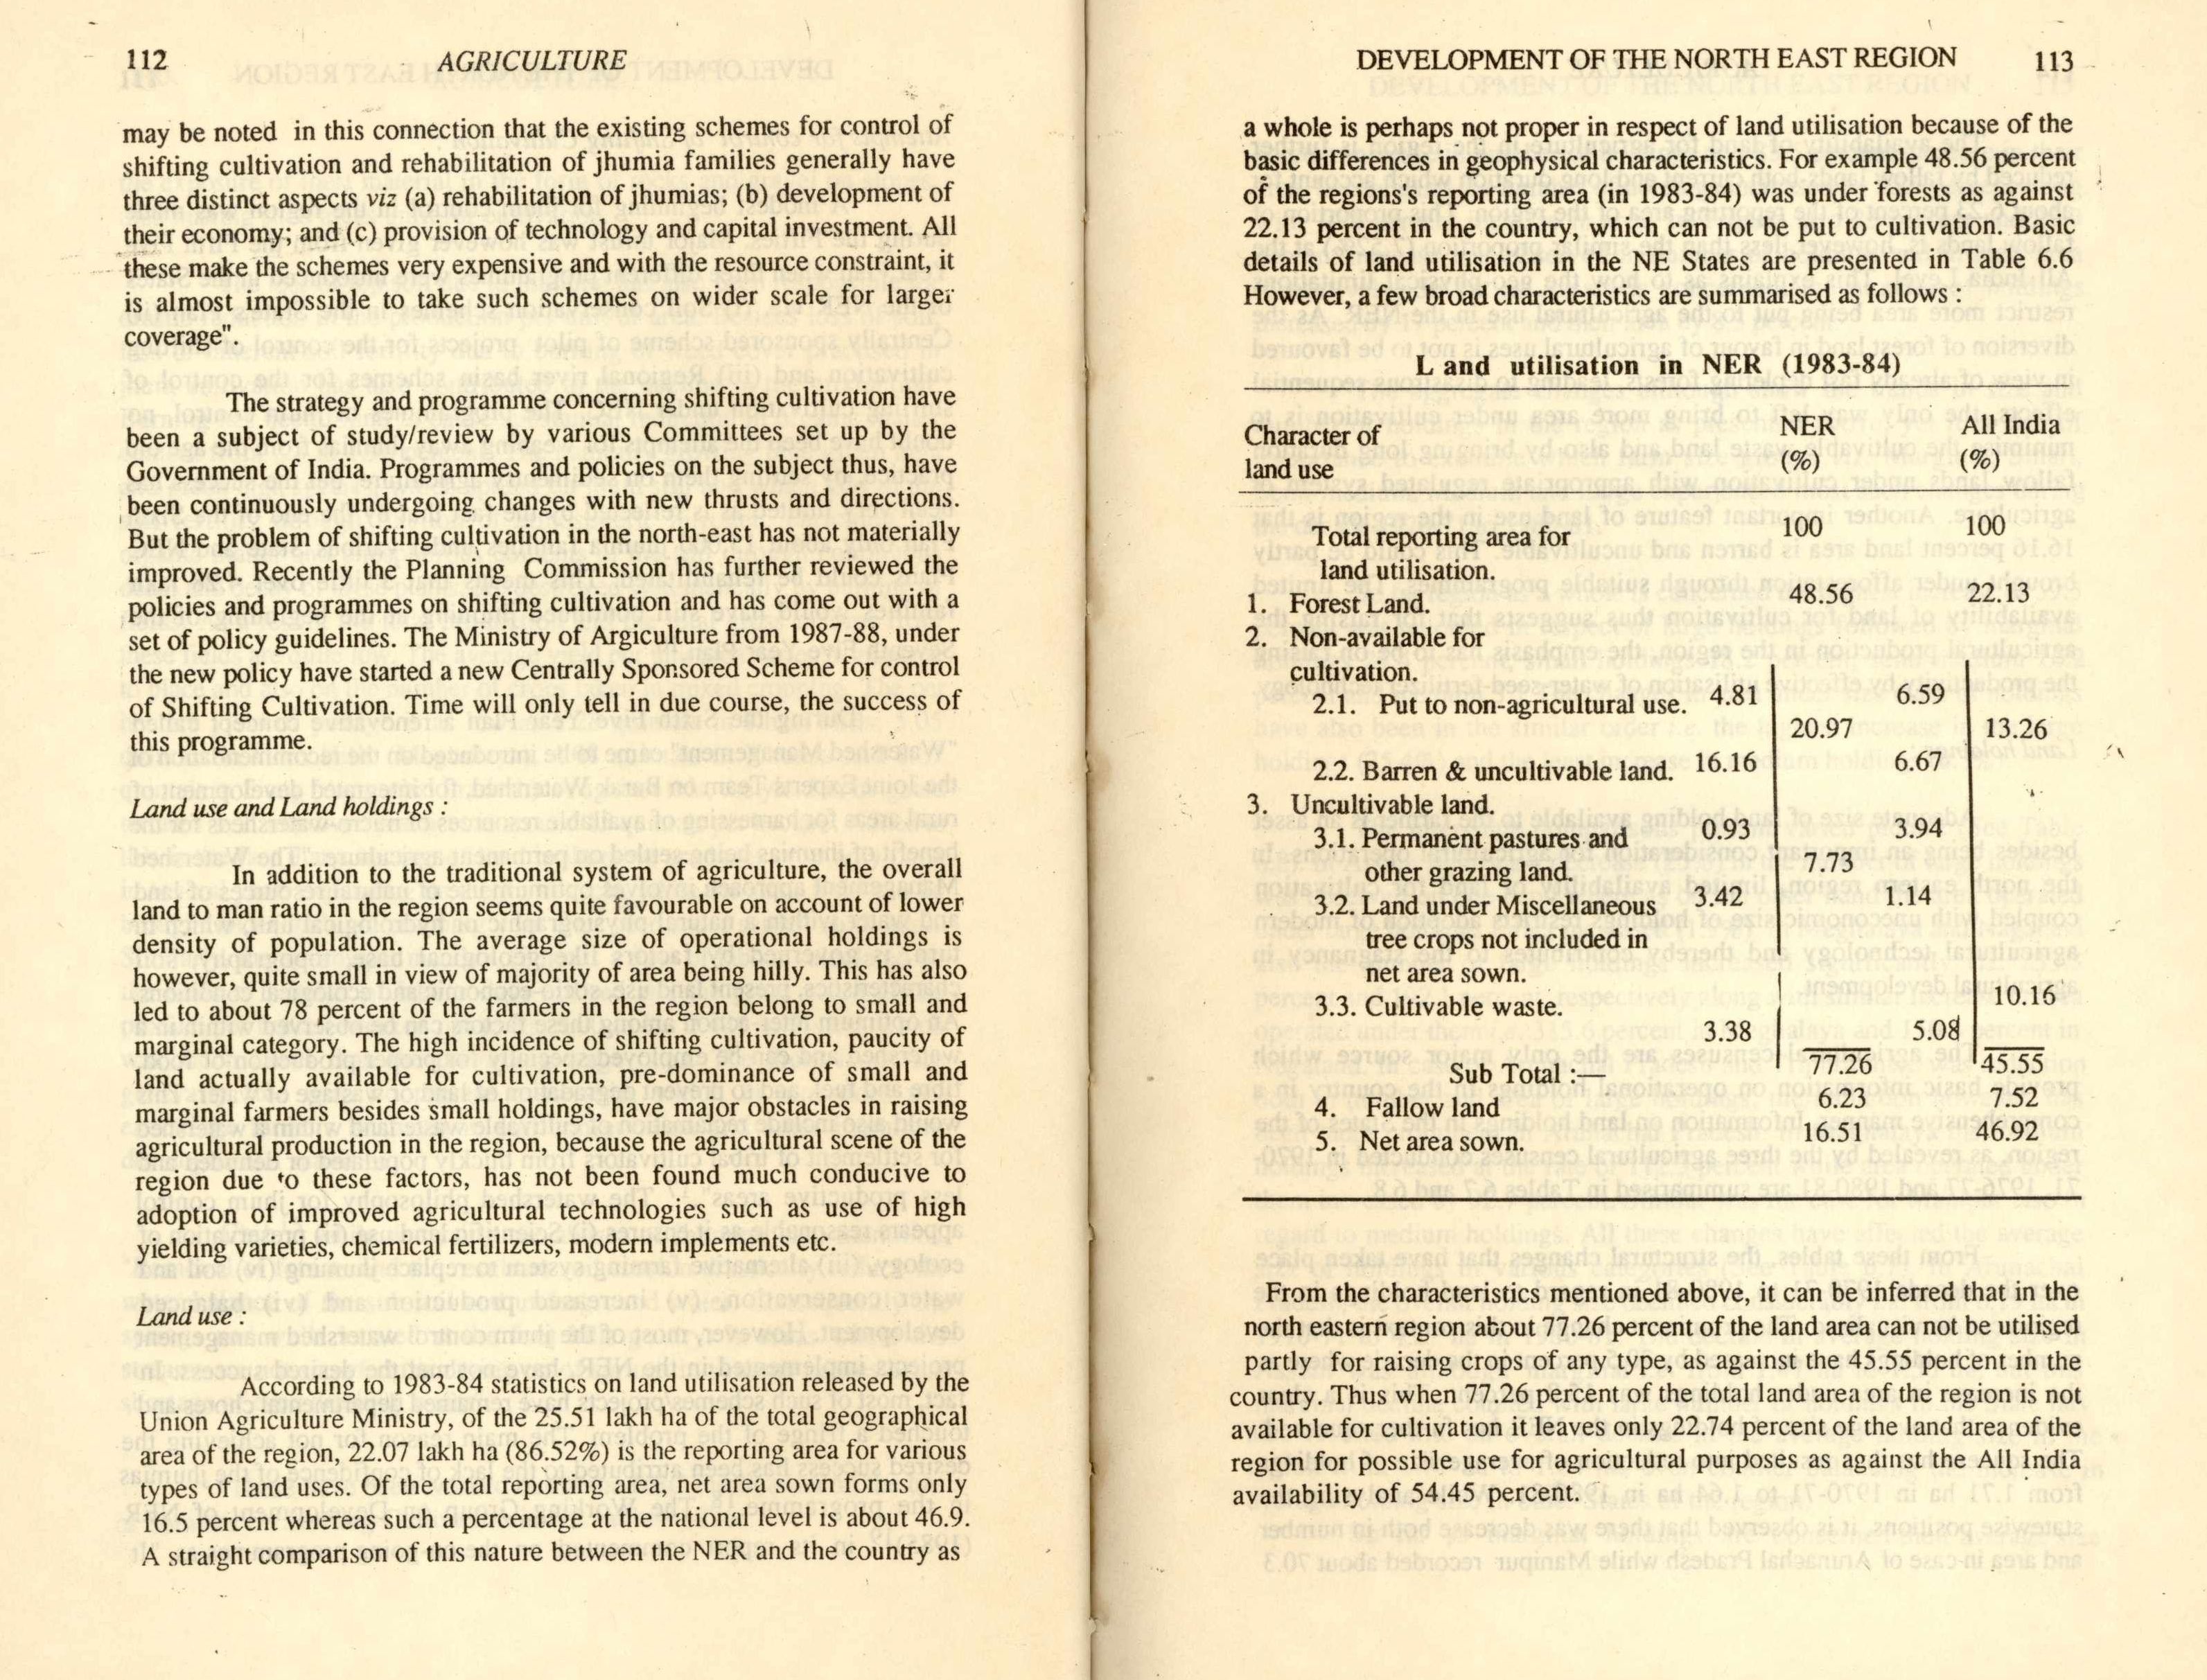 112 AGRICULTURE
may be noted in this connection that the existing schemes for control of
shifting cultivation and rehabilitation of jhumia families generally have
three distinct aspects viz (a) rehabilitation of jhumias; (b) development of
their economy; and (c) provision of technology and capital investment. All
these make the schemes very expensive and with the resource constraint, it
is almost impossible to take such schemes on wider scale for larger
coverage".
The strategy and programme concerning shifting cultivation have
been a subject of study/review by various Committees set up by the
Government of India. Programmes and policies on the subject thus, have
been continuously undergoing changes with new thrusts and directions.
But the problem of shifting cultivation in the north-east has not materially
improved. Recently the Planning Commission has further reviewed the
policies and programmes on shifting cultivation and has come out with a
set of policy guidelines. The Ministry of Argiculture from 1987-88, under
the new policy have started a new Centrally Sponsored Scheme for control
of Shifting Cultivation. Time will only tell in due course, the success of
this programme.
Land use and Land holdings :
In addition to the traditional system of agriculture, the overall
land to man ratio in the region seems quite favourable on account of lower
density of population. The average size of operational holdings is
however, quite small in view of majority of area being hilly. This has also
led to about 78 percent of the farmers in the region belong to small and
marginal category. The high incidence of shifting cultivation, paucity of
land actually available for cultivation, pre-dominance of small and
marginal farmers besides small holdings, have major obstacles in raising
agricultural production in the region, because the agricultural scene of the
region due to these factors, has not been found much conducive to
adoption of improved agricultural technologies such as use of high
yielding varieties, chemical fertilizers, modern implements etc.
Land use :
According to 1983-84 statistics on land utilisation released by the
Union Agriculture Ministry, of the 25.51 lakh ha of the total geographical
area of the region, 22.07 lakh ha (86.52%) is the reporting area for various
types of land uses. Of the total reporting area, net area sown forms only
16.5 percent whereas such a percentage at the national level is about 46.9.
A straight comparison of this nature between the NER and the country as
DEVELOPMENT OF THE NORTH EAST REGION 113
a whole is perhaps not proper in respect of land utilisation because of the
basic differences in geophysical characteristics. For example 48.56 percent
of the regions's reporting area (in 1983-84) was under forests as against
22.13 percent in the country, which can not be put to cultivation. Basic
details of land utilisation in the NE States are presented in Table 6.6
However, a few broad characteristics are summarised as follows :
L and utilisation in NER (1983-84)
Character of NER All India
land use (%) (%)
Total reporting area for 100 100
land utilisation.
1. Forest Land. 48.56 22.13
2. Non-available for
cultivation.
2.1. Put to non-agricultural use. 4.81 6.59
20.97 13.26
2.2. Barren & uncultivable land. 16.16 6.67
3. Uncultivable land.
3.1. Permanent pastures and 0.93 3.94
other grazing land. 7.73
3.2. Land under Miscellaneous 3.42 1.14
tree crops not included in
net area sown.
3.3. Cultivable waste. 10.16
3.38 5.08
Sub Total :— 77.26 45.55
4. Fallow land 6.23 7.52
5. Net area sown. 16.51 46.92
From the characteristics mentioned above, it can be inferred that in the
north eastern region about 77.26 percent of the land area can not be utilised
partly for raising crops of any type, as against the 45.55 percent in the
country. Thus when 77.26 percent of the total land area of the region is not
available for cultivation it leaves only 22.74 percent of the land area of the
region for possible use for agricultural purposes as against the All India
availability of 54.45 percent.